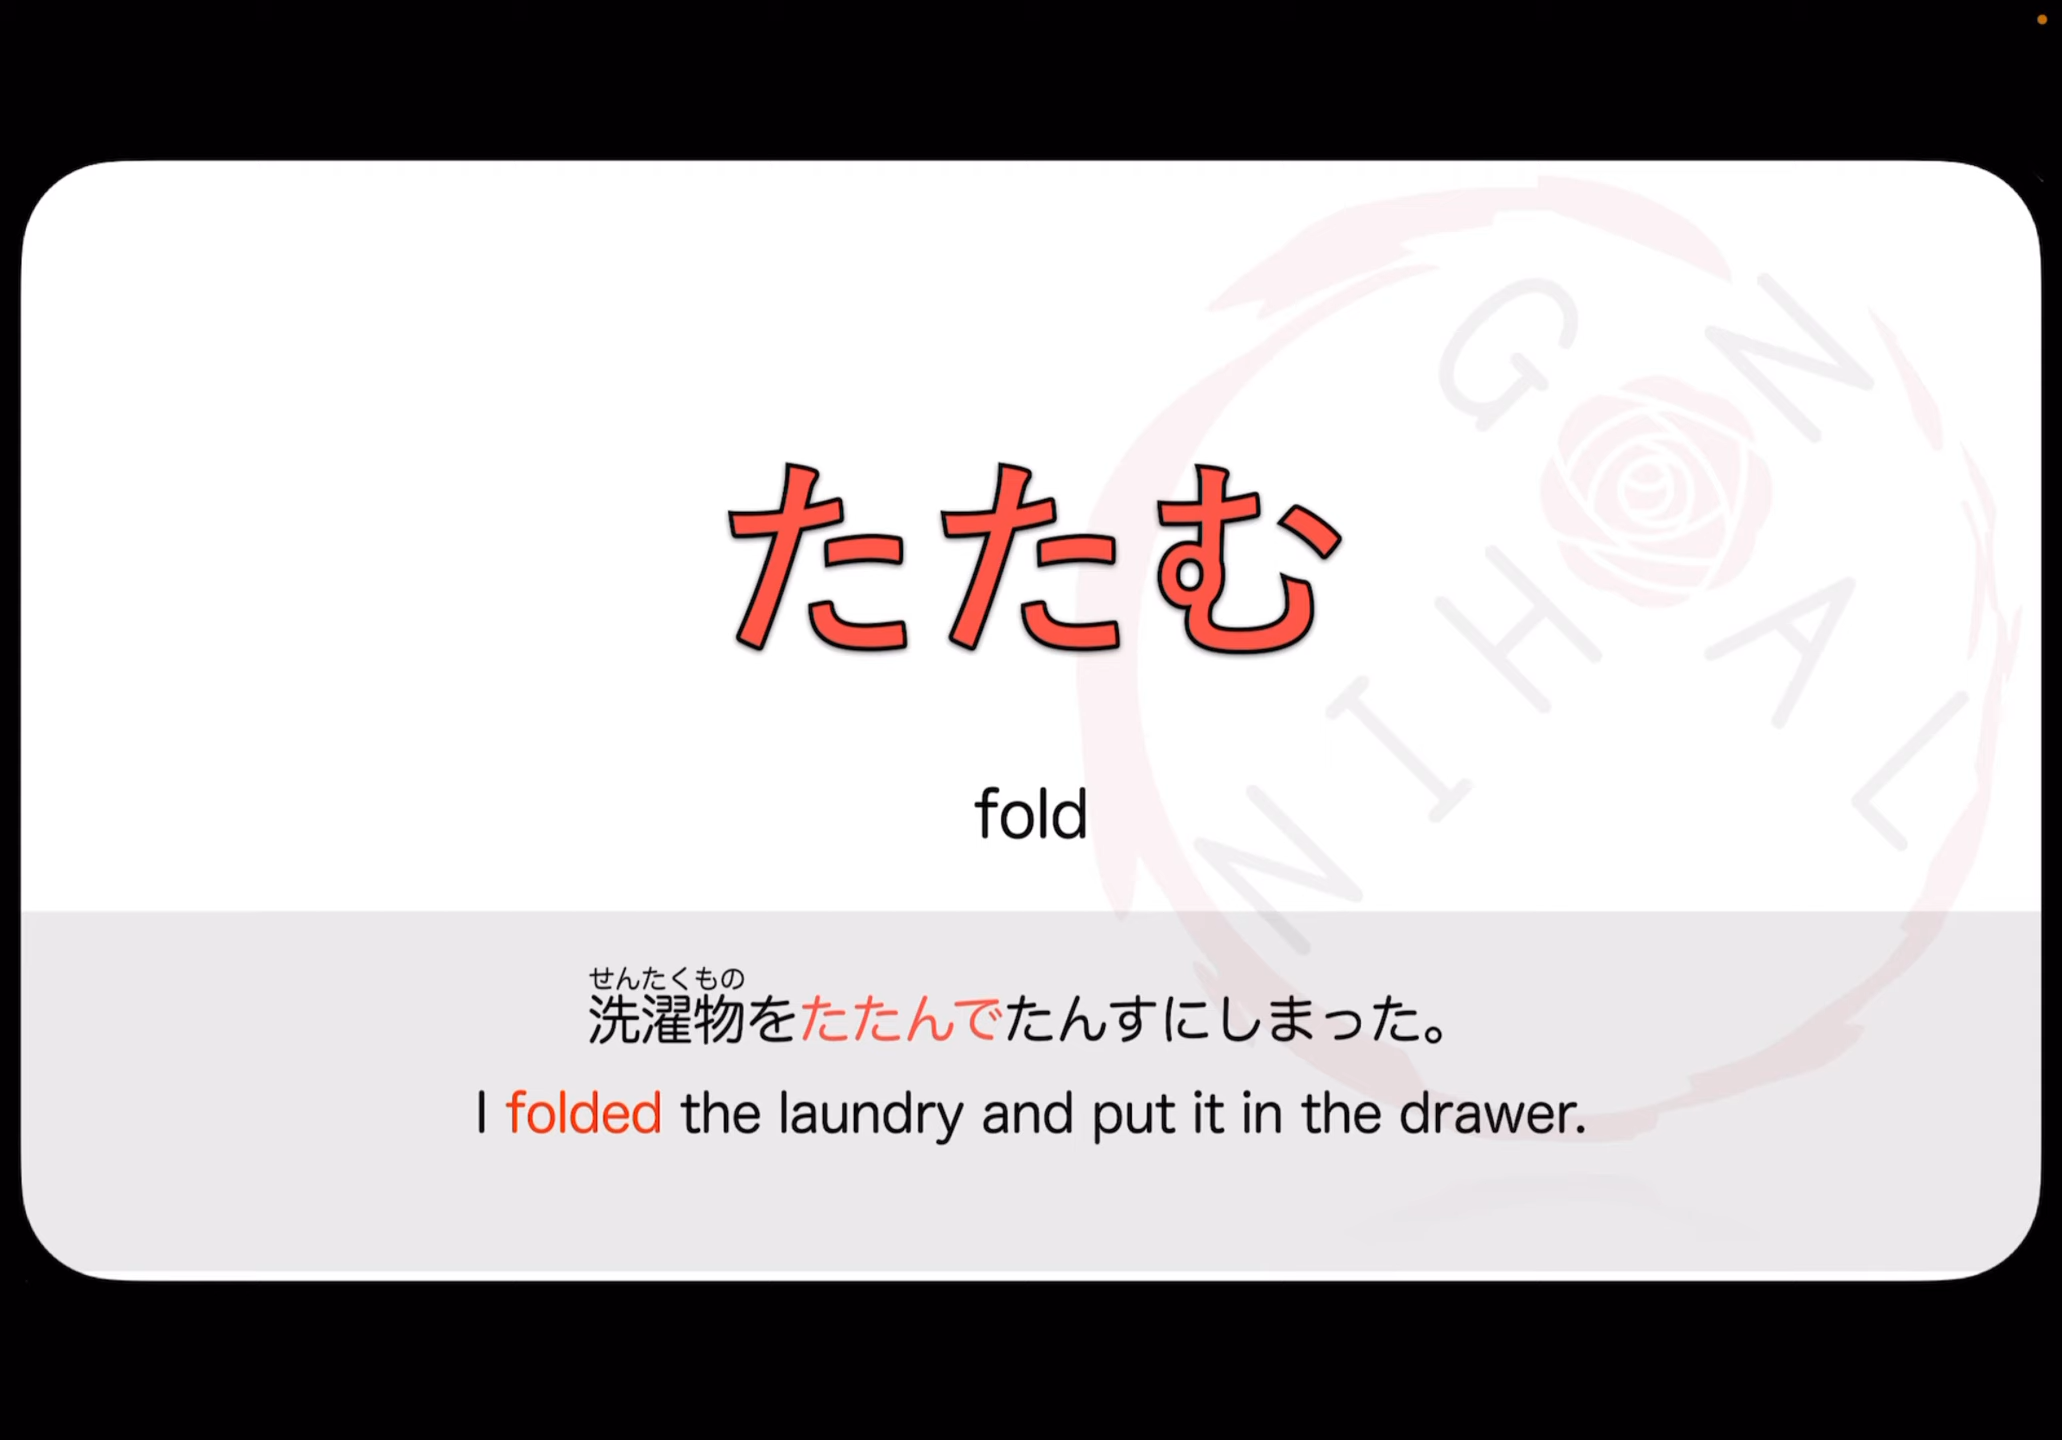 たたむ
fold
せんたくもの
洗濯物をたたんでたんすにしまった。
I folded the laundry and put it in the drawer.
NIHAL
G N